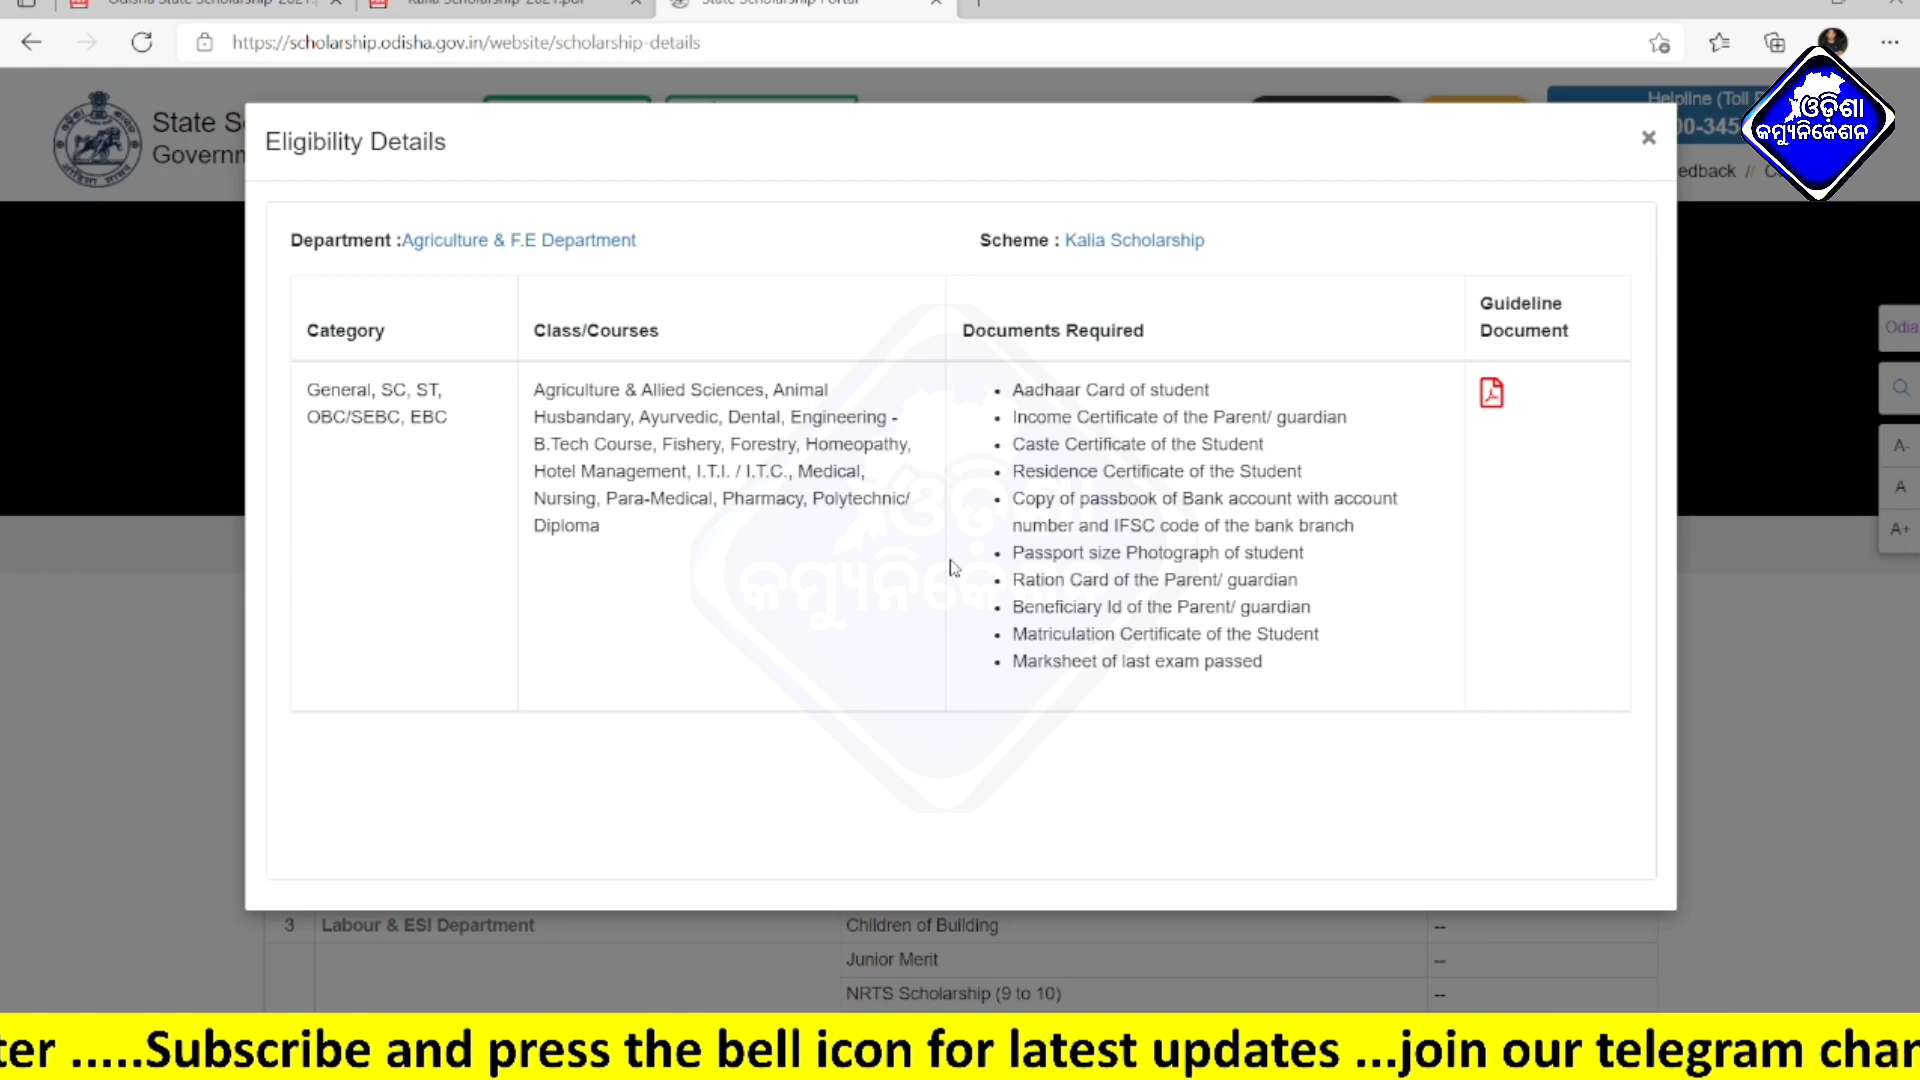 https://scholarship.odisha.gov.in/website/scholarship-details
State S
Governm
Helpline (Toll F
00-345
edback // C
ଓଡ଼ିଶା
କମ୍ୟୁନିକେଶନ
Eligibility Details
×
Department :Agriculture & F.E Department
Scheme : Kalia Scholarship
Category
Class/Courses
Documents Required
Guideline
Document
General, SC, ST,
OBC/SEBC, EBC
Agriculture & Allied Sciences, Animal
Husbandary, Ayurvedic, Dental, Engineering -
B.Tech Course, Fishery, Forestry, Homeopathy,
Hotel Management, I.T.I. / I.T.C., Medical,
Nursing, Para-Medical, Pharmacy, Polytechnic/
Diploma
• Aadhaar Card of student
• Income Certificate of the Parent/ guardian
• Caste Certificate of the Student
• Residence Certificate of the Student
• Copy of passbook of Bank account with account
number and IFSC code of the bank branch
• Passport size Photograph of student
• Ration Card of the Parent/ guardian
• Beneficiary Id of the Parent/ guardian
• Matriculation Certificate of the Student
• Marksheet of last exam passed
ଓଡ଼ିଶା
କମ୍ୟୁନିକେଶନ
Odia
A-
A
A+
3 Labour & ESI Department Children of Building --
Junior Merit --
NRTS Scholarship (9 to 10) --
ter .....Subscribe and press the bell icon for latest updates ...join our telegram chan